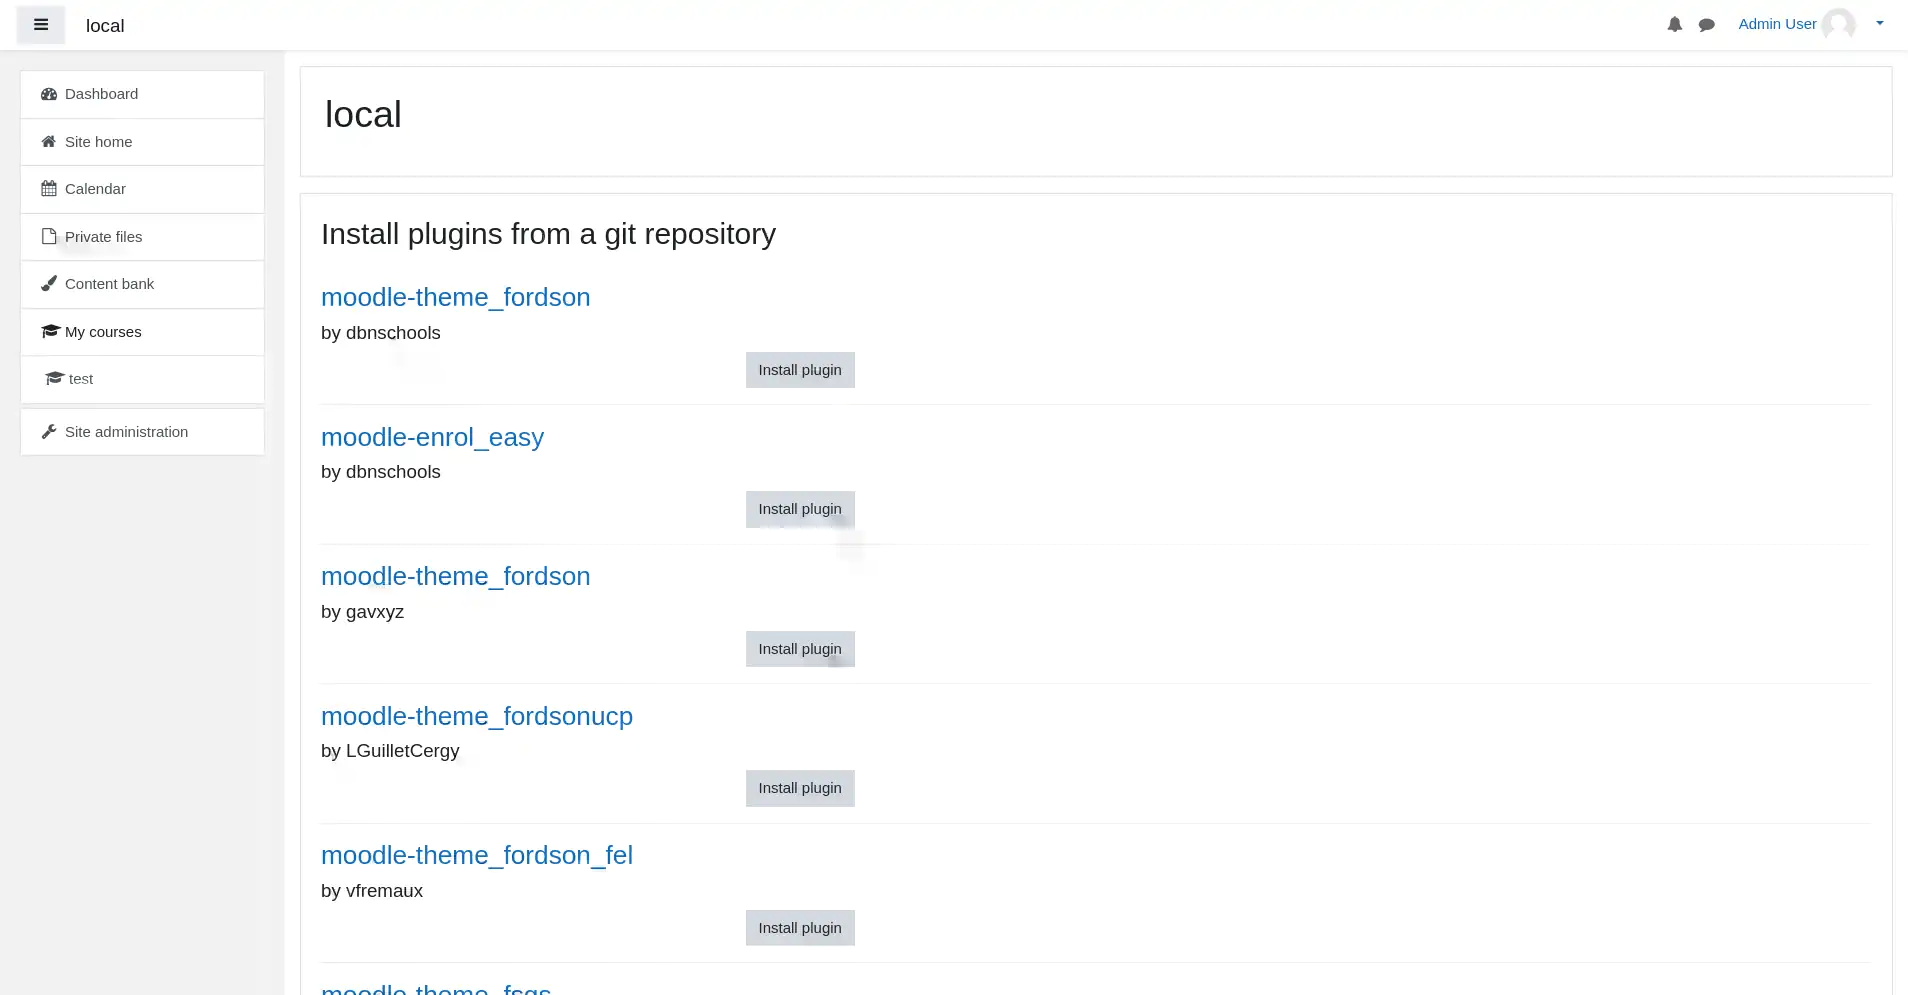 local
Admin User
Dashboard
Site home
Calendar
Private files
Content bank
My courses
test
Site administration
local
Install plugins from a git repository
moodle-theme_fordson
by dbnschools
Install plugin
moodle-enrol_easy
by dbnschools
Install plugin
moodle-theme_fordson
by gavxyz
Install plugin
moodle-theme_fordsonucp
by LGuilletCergy
Install plugin
moodle-theme_fordson_fel
by vfremaux
Install plugin
moodle-theme_fsgs